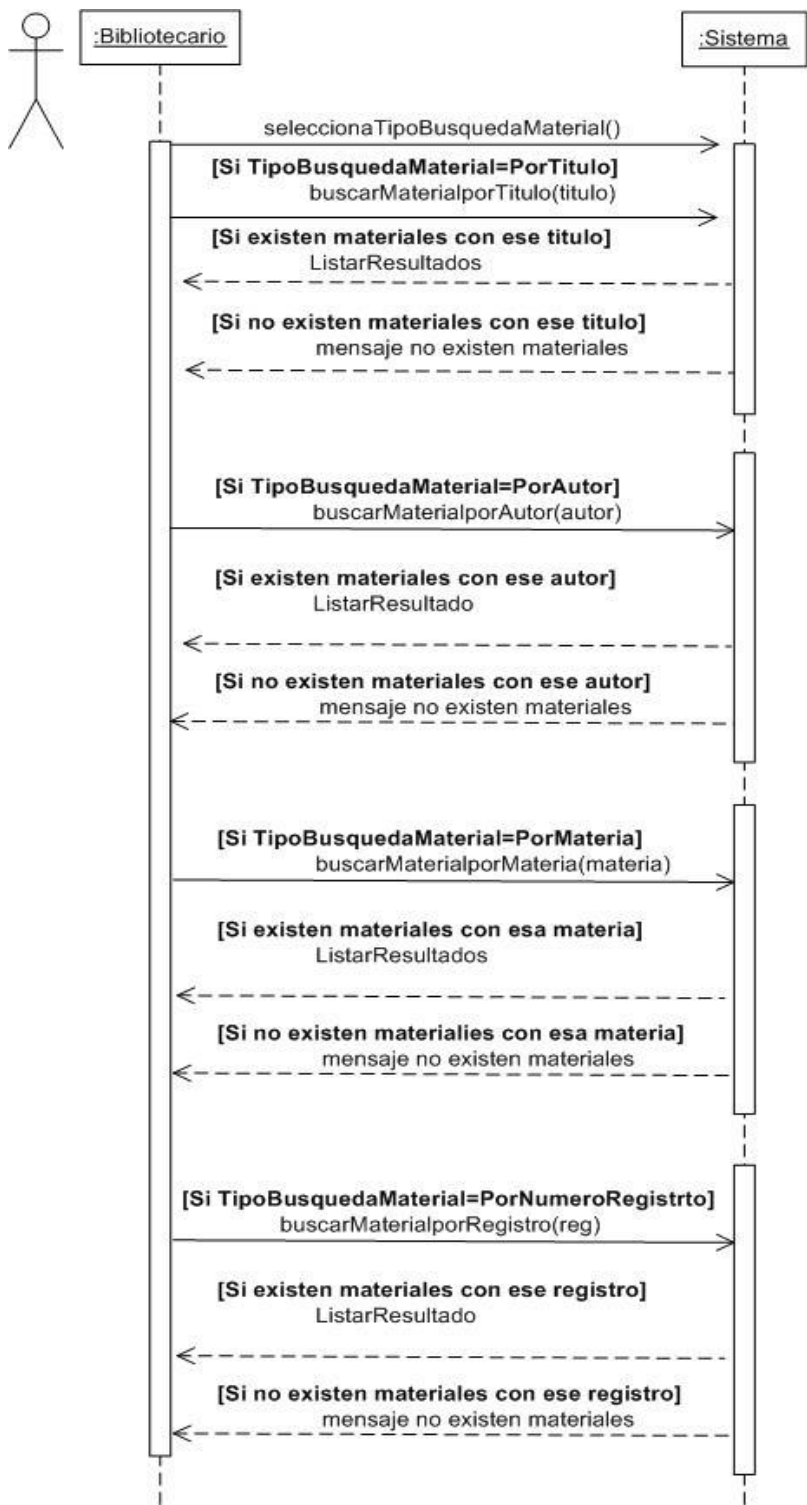 :Bibliotecario
:Sistema
seleccionaTipoBusquedaMaterial()
[Si TipoBusquedaMaterial=PorTitulo]
buscarMaterialporTitulo(titulo)
[Si existen materiales con ese titulo]
ListarResultados
[Si no existen materiales con ese titulo]
mensaje no existen materiales
[Si TipoBusquedaMaterial=PorAutor]
buscarMaterialporAutor(autor)
[Si existen materiales con ese autor]
ListarResultado
[Si no existen materiales con ese autor]
mensaje no existen materiales
[Si TipoBusquedaMaterial=PorMateria]
buscarMaterialporMateria(materia)
[Si existen materiales con esa materia]
ListarResultados
[Si no existen materialies con esa materia]
mensaje no existen materiales
[Si TipoBusquedaMaterial=PorNumeroRegistrto]
buscarMaterialporRegistro(reg)
[Si existen materiales con ese registro]
ListarResultado
[Si no existen materiales con ese registro]
mensaje no existen materiales